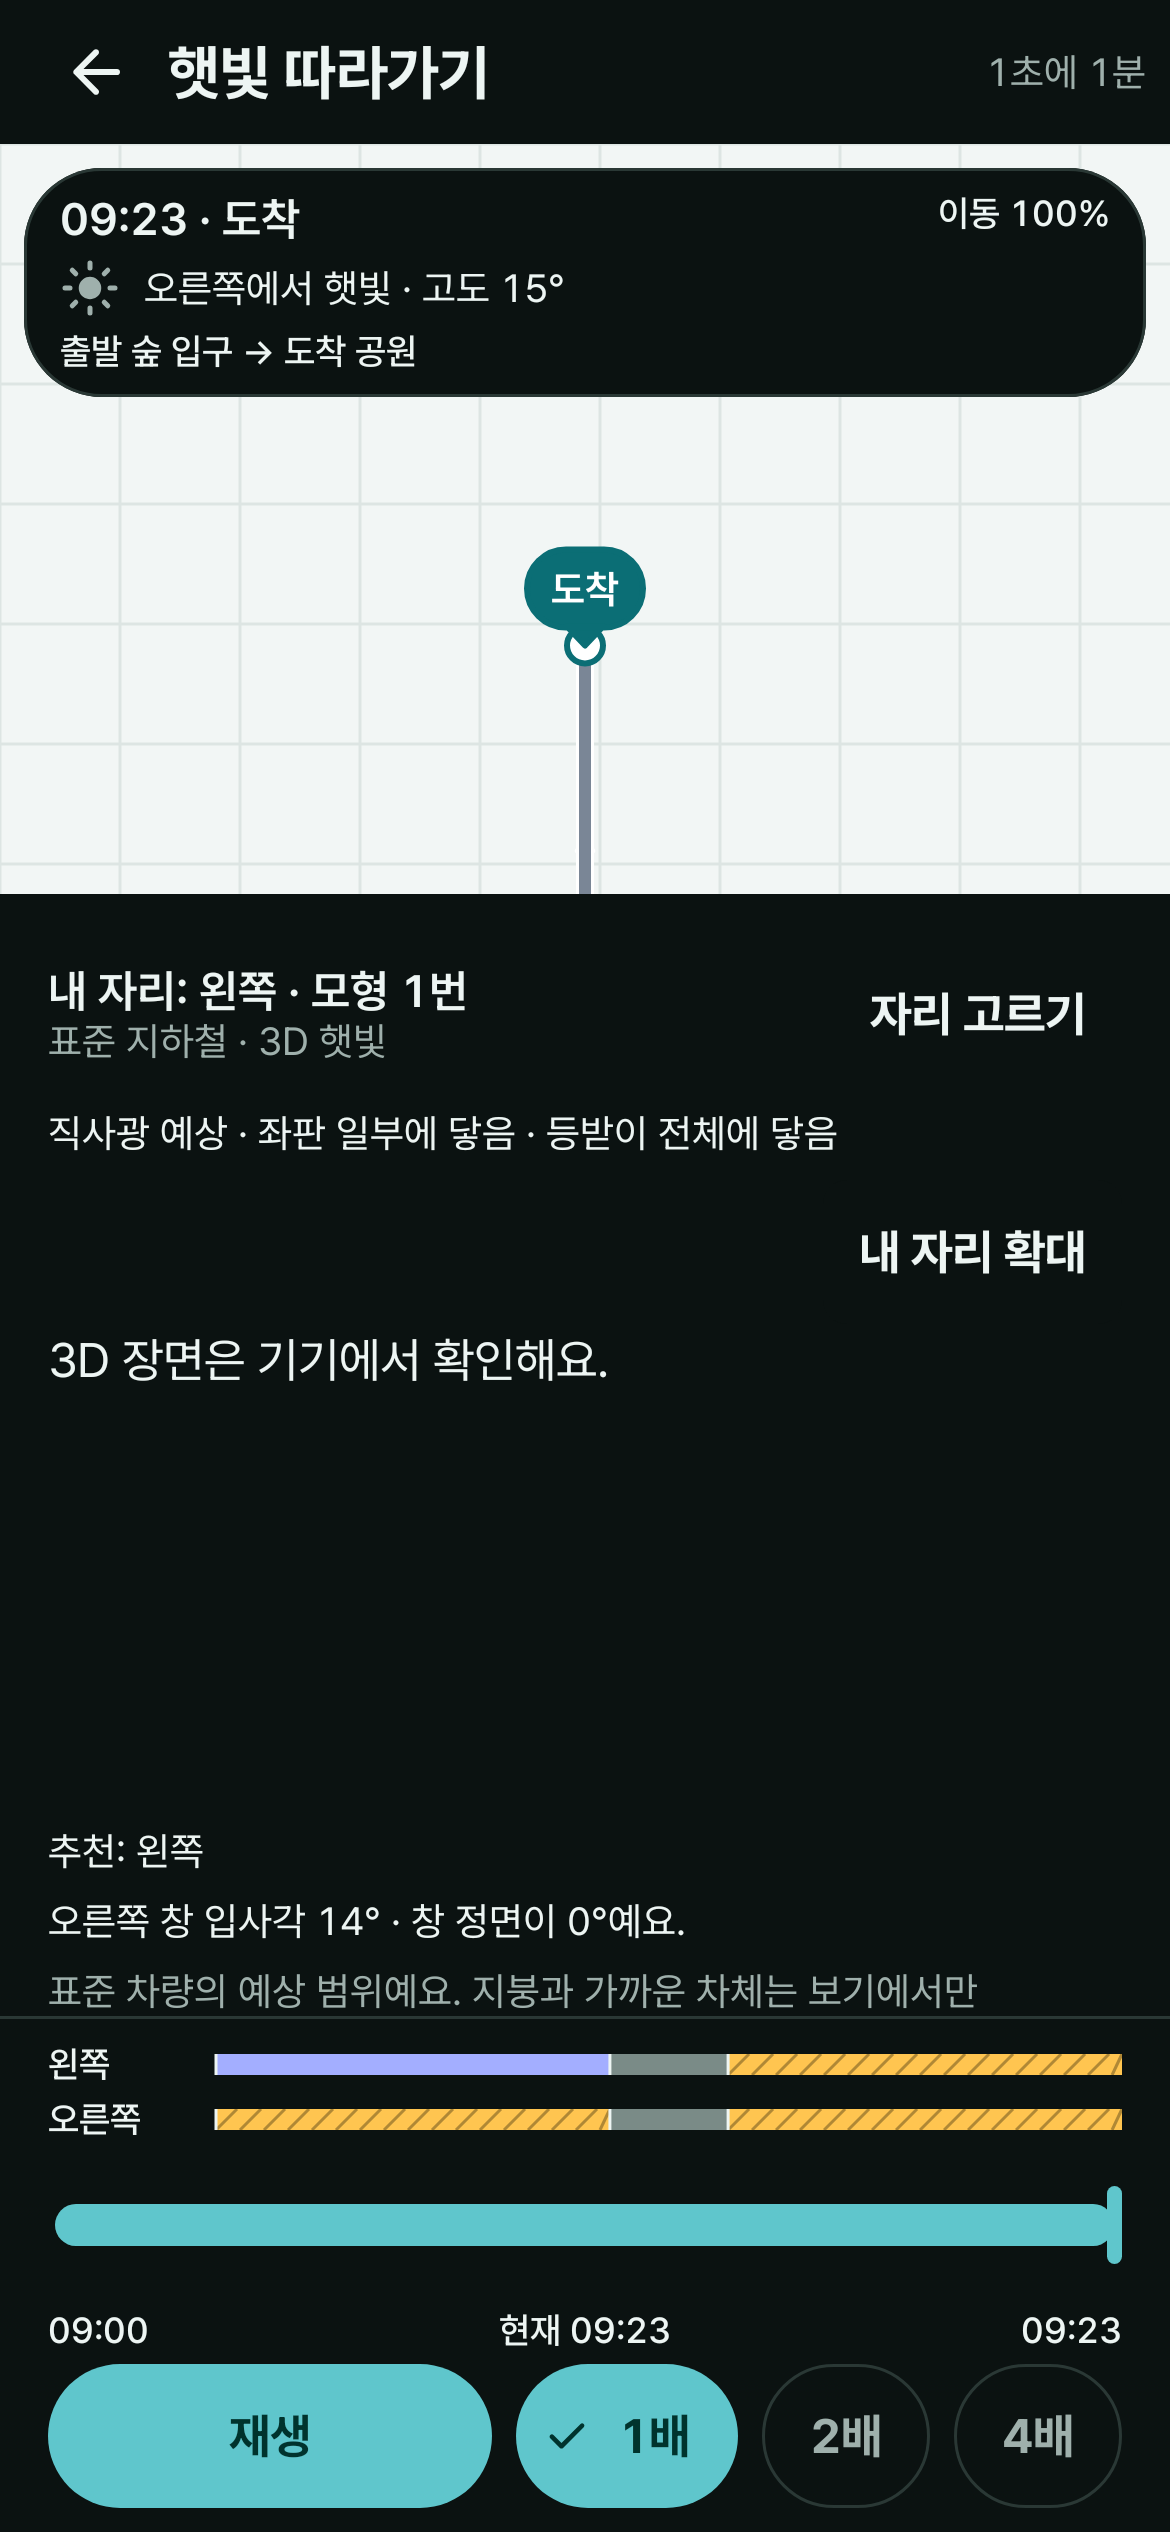 햇빛 따라가기
1초에 1분
09:23 · 도착
이동 100%
오른쪽에서 햇빛 · 고도 15°
출발 숲 입구 → 도착 공원
도착
내 자리: 왼쪽 · 모형 1번
표준 지하철 · 3D 햇빛
자리 고르기
직사광 예상 · 좌판 일부에 닿음 · 등받이 전체에 닿음
내 자리 확대
3D 장면은 기기에서 확인해요.
추천: 왼쪽
오른쪽 창 입사각 14° · 창 정면이 0°예요.
표준 차량의 예상 범위예요. 지붕과 가까운 차체는 보기에서만
왼쪽
오른쪽
09:00
현재 09:23
09:23
재생
1배
2배
4배